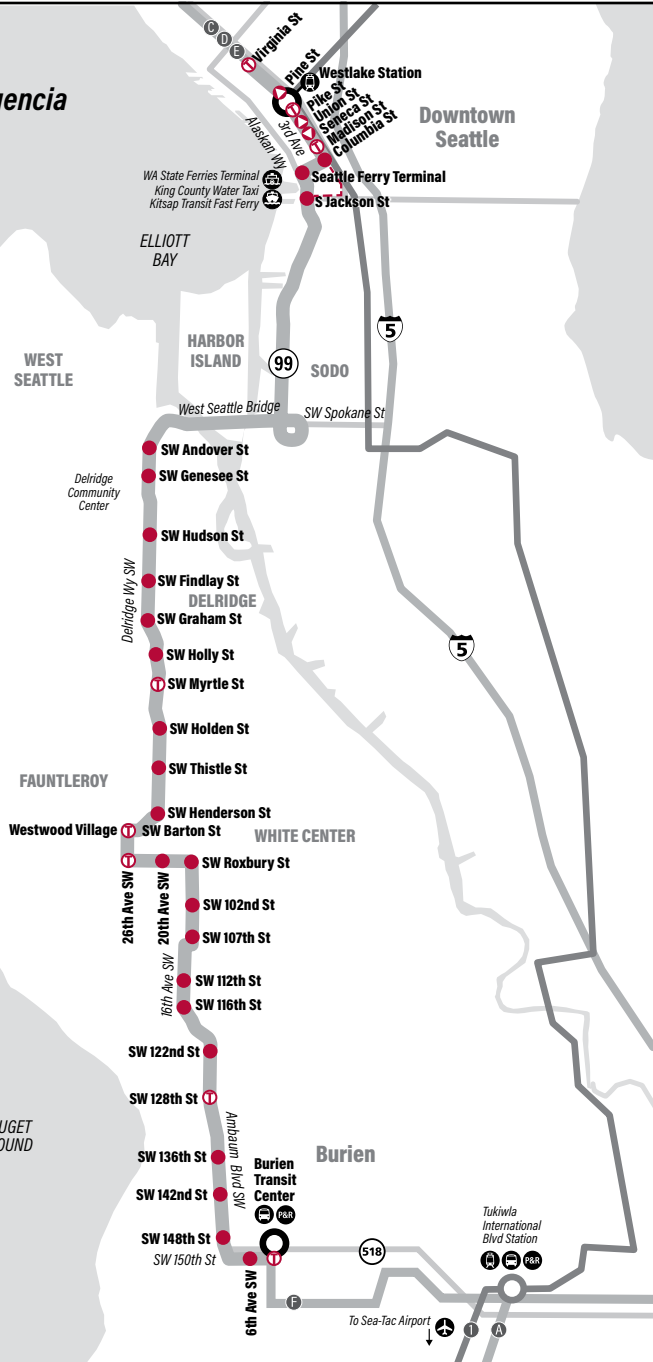 C
D
E
Virginia St
Pine St
Westlake Station
Pike St
Union St
Seneca St
Madison St
Columbia St
3rd Ave
Alaskan Wy
Downtown
Seattle
WA State Ferries Terminal
King County Water Taxi
Kitsap Transit Fast Ferry
Seattle Ferry Terminal
S Jackson St
ELLIOTT
BAY
HARBOR
ISLAND
5
WEST
SEATTLE
99
SODO
West Seattle Bridge
SW Spokane St
SW Andover St
SW Genesee St
Delridge
Community
Center
SW Hudson St
Delridge Wy SW
SW Findlay St
DELRIDGE
SW Graham St
5
SW Holly St
T
SW Myrtle St
SW Holden St
SW Thistle St
FAUNTLEROY
SW Henderson St
Westwood Village
T
SW Barton St
WHITE CENTER
T
SW Roxbury St
26th Ave SW
20th Ave SW
SW 102nd St
SW 107th St
16th Ave SW
SW 112th St
SW 116th St
SW 122nd St
SW 128th St
T
Ambaum Blvd SW
SW 136th St
Burien
Burien
Transit
Center
P&R
SW 142nd St
SW 148th St
SW 150th St
6th Ave SW
T
518
Tukiwla
International
Blvd Station
P&R
F
To Sea-Tac Airport
1
A